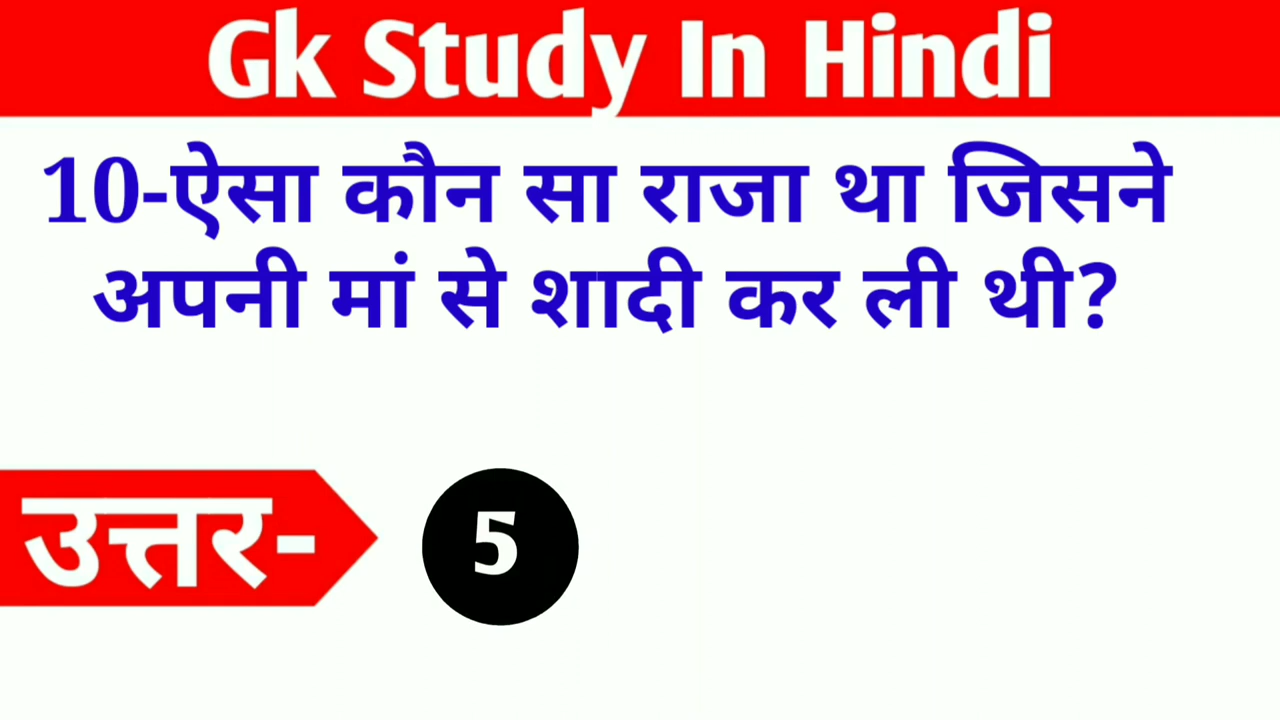 Gk Study In Hindi
10-ऐसा कौन सा राजा था जिसने
अपनी मां से शादी कर ली थी?
उत्तर-
5